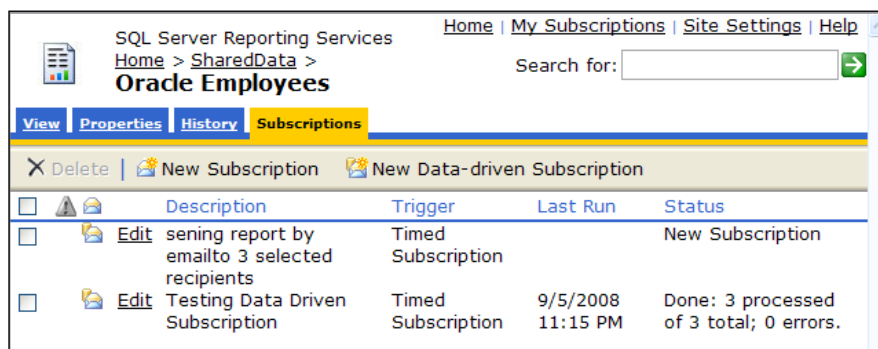 SQL Server Reporting Services
Home | My Subscriptions | Site Settings | Help
Home > SharedData >
Oracle Employees
Search for:
View Properties History Subscriptions
Delete | New Subscription New Data-driven Subscription
Description Trigger Last Run Status
Edit sening report by Timed New Subscription
emailto 3 selected Subscription
recipients
Edit Testing Data Driven Timed 9/5/2008 Done: 3 processed
Subscription Subscription 11:15 PM of 3 total; 0 errors.